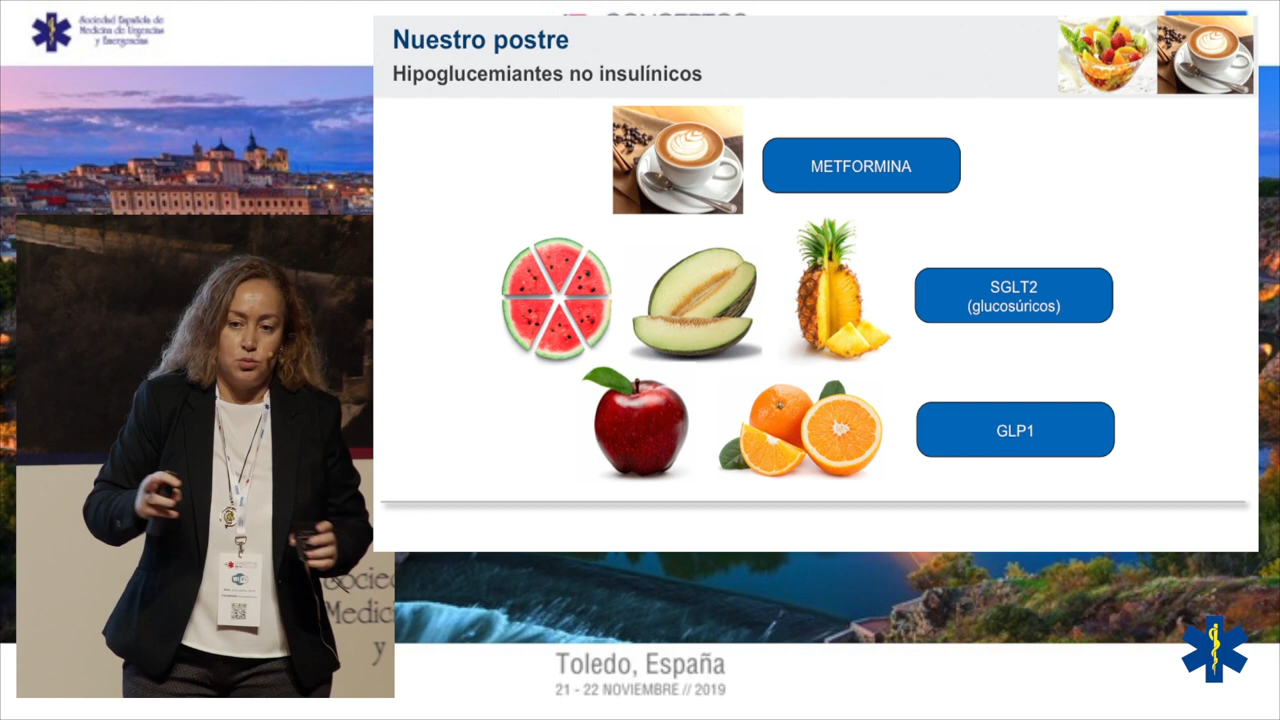 Sociedad Española de
Medicina de Urgencias
y Emergencias
Nuestro postre
Hipoglucemiantes no insulínicos
METFORMINA
SGLT2
(glucosúricos)
GLP1
Medici
y
Toledo, España
21 - 22 NOVIEMBRE // 2019